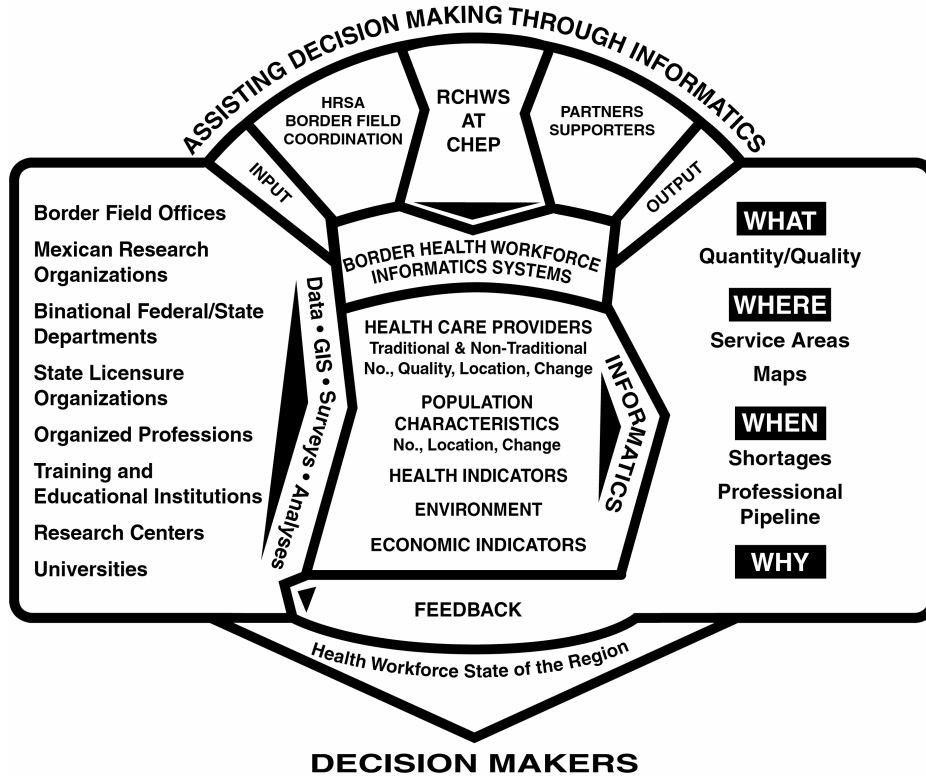 ASSISTING DECISION MAKING THROUGH INFORMATICS
HRSA
BORDER FIELD
COORDINATION
RCHWS
AT
CHEP
PARTNERS
SUPPORTERS
INPUT
OUTPUT
Border Field Offices
Mexican Research
Organizations
Binational Federal/State
Departments
State Licensure
Organizations
Organized Professions
Training and
Educational Institutions
Research Centers
Universities
Data • GIS • Surveys • Analyses
BORDER HEALTH WORKFORCE
INFORMATICS SYSTEMS
HEALTH CARE PROVIDERS
Traditional & Non-Traditional
No., Quality, Location, Change
POPULATION
CHARACTERISTICS
No., Location, Change
HEALTH INDICATORS
ENVIRONMENT
ECONOMIC INDICATORS
INFORMATICS
WHAT
Quantity/Quality
WHERE
Service Areas
Maps
WHEN
Shortages
Professional
Pipeline
WHY
FEEDBACK
Health Workforce State of the Region
DECISION MAKERS